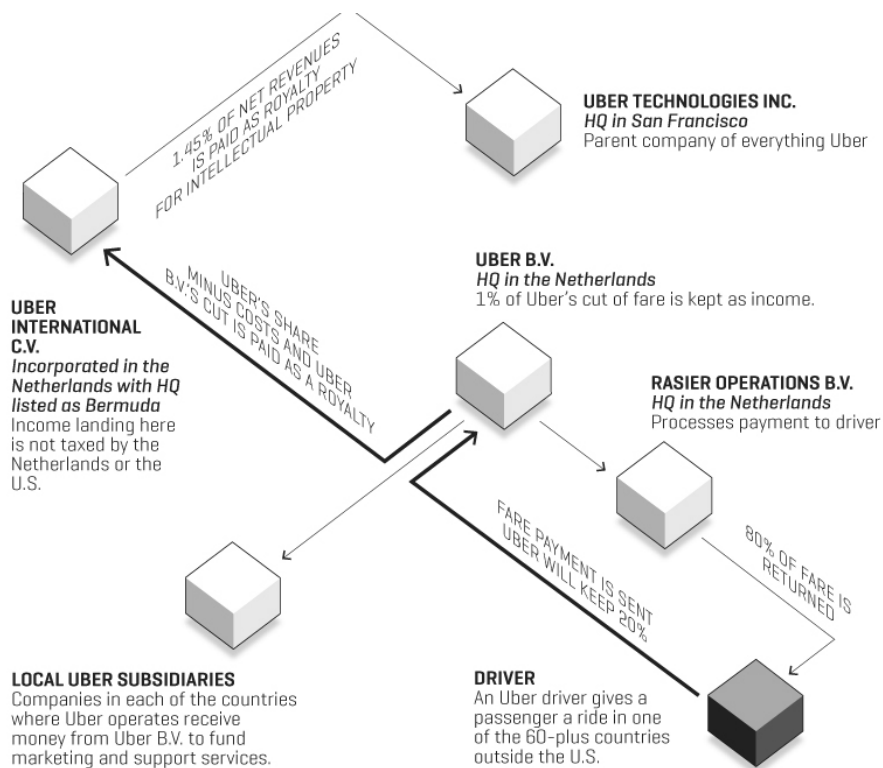 1.45% OF NET REVENUES
IS PAID AS ROYALTY
FOR INTELLECTUAL PROPERTY
UBER TECHNOLOGIES INC.
HQ in San Francisco
Parent company of everything Uber
UBER B.V.
HQ in the Netherlands
1% of Uber's cut of fare is kept as income.
UBER'S SHARE
MINUS COSTS AND UBER
B.V.'S CUT IS PAID AS A ROYALTY
UBER
INTERNATIONAL
C.V.
Incorporated in the
Netherlands with HQ
listed as Bermuda
Income landing here
is not taxed by the
Netherlands or the
U.S.
RASIER OPERATIONS B.V.
HQ in the Netherlands
Processes payment to driver
FARE PAYMENT IS SENT
UBER WILL KEEP 20%
80% OF FARE IS
RETURNED
LOCAL UBER SUBSIDIARIES
Companies in each of the countries
where Uber operates receive
money from Uber B.V. to fund
marketing and support services.
DRIVER
An Uber driver gives a
passenger a ride in one
of the 60-plus countries
outside the U.S.